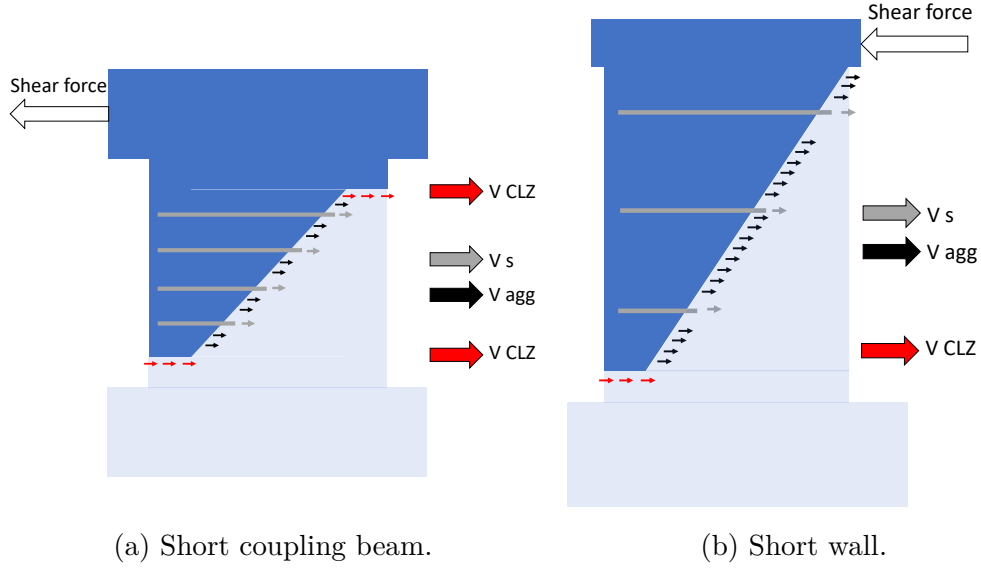 Shear force
V CLZ
V s
V agg
V CLZ
Shear force
V s
V agg
V CLZ
(a) Short coupling beam.
(b) Short wall.